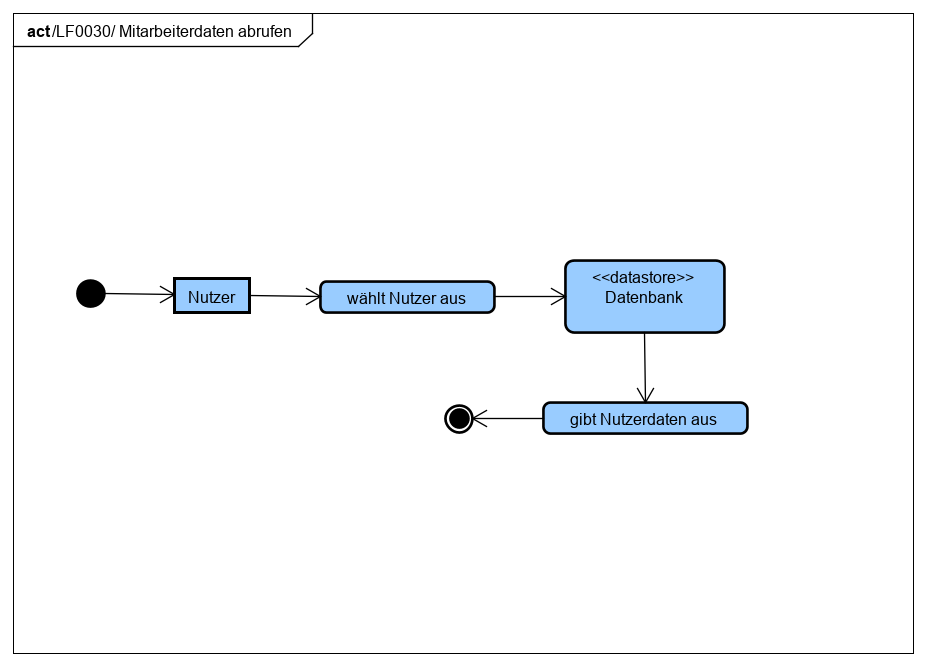 act /LF0030/ Mitarbeiterdaten abrufen
Nutzer
wählt Nutzer aus
<<datastore>>
Datenbank
gibt Nutzerdaten aus